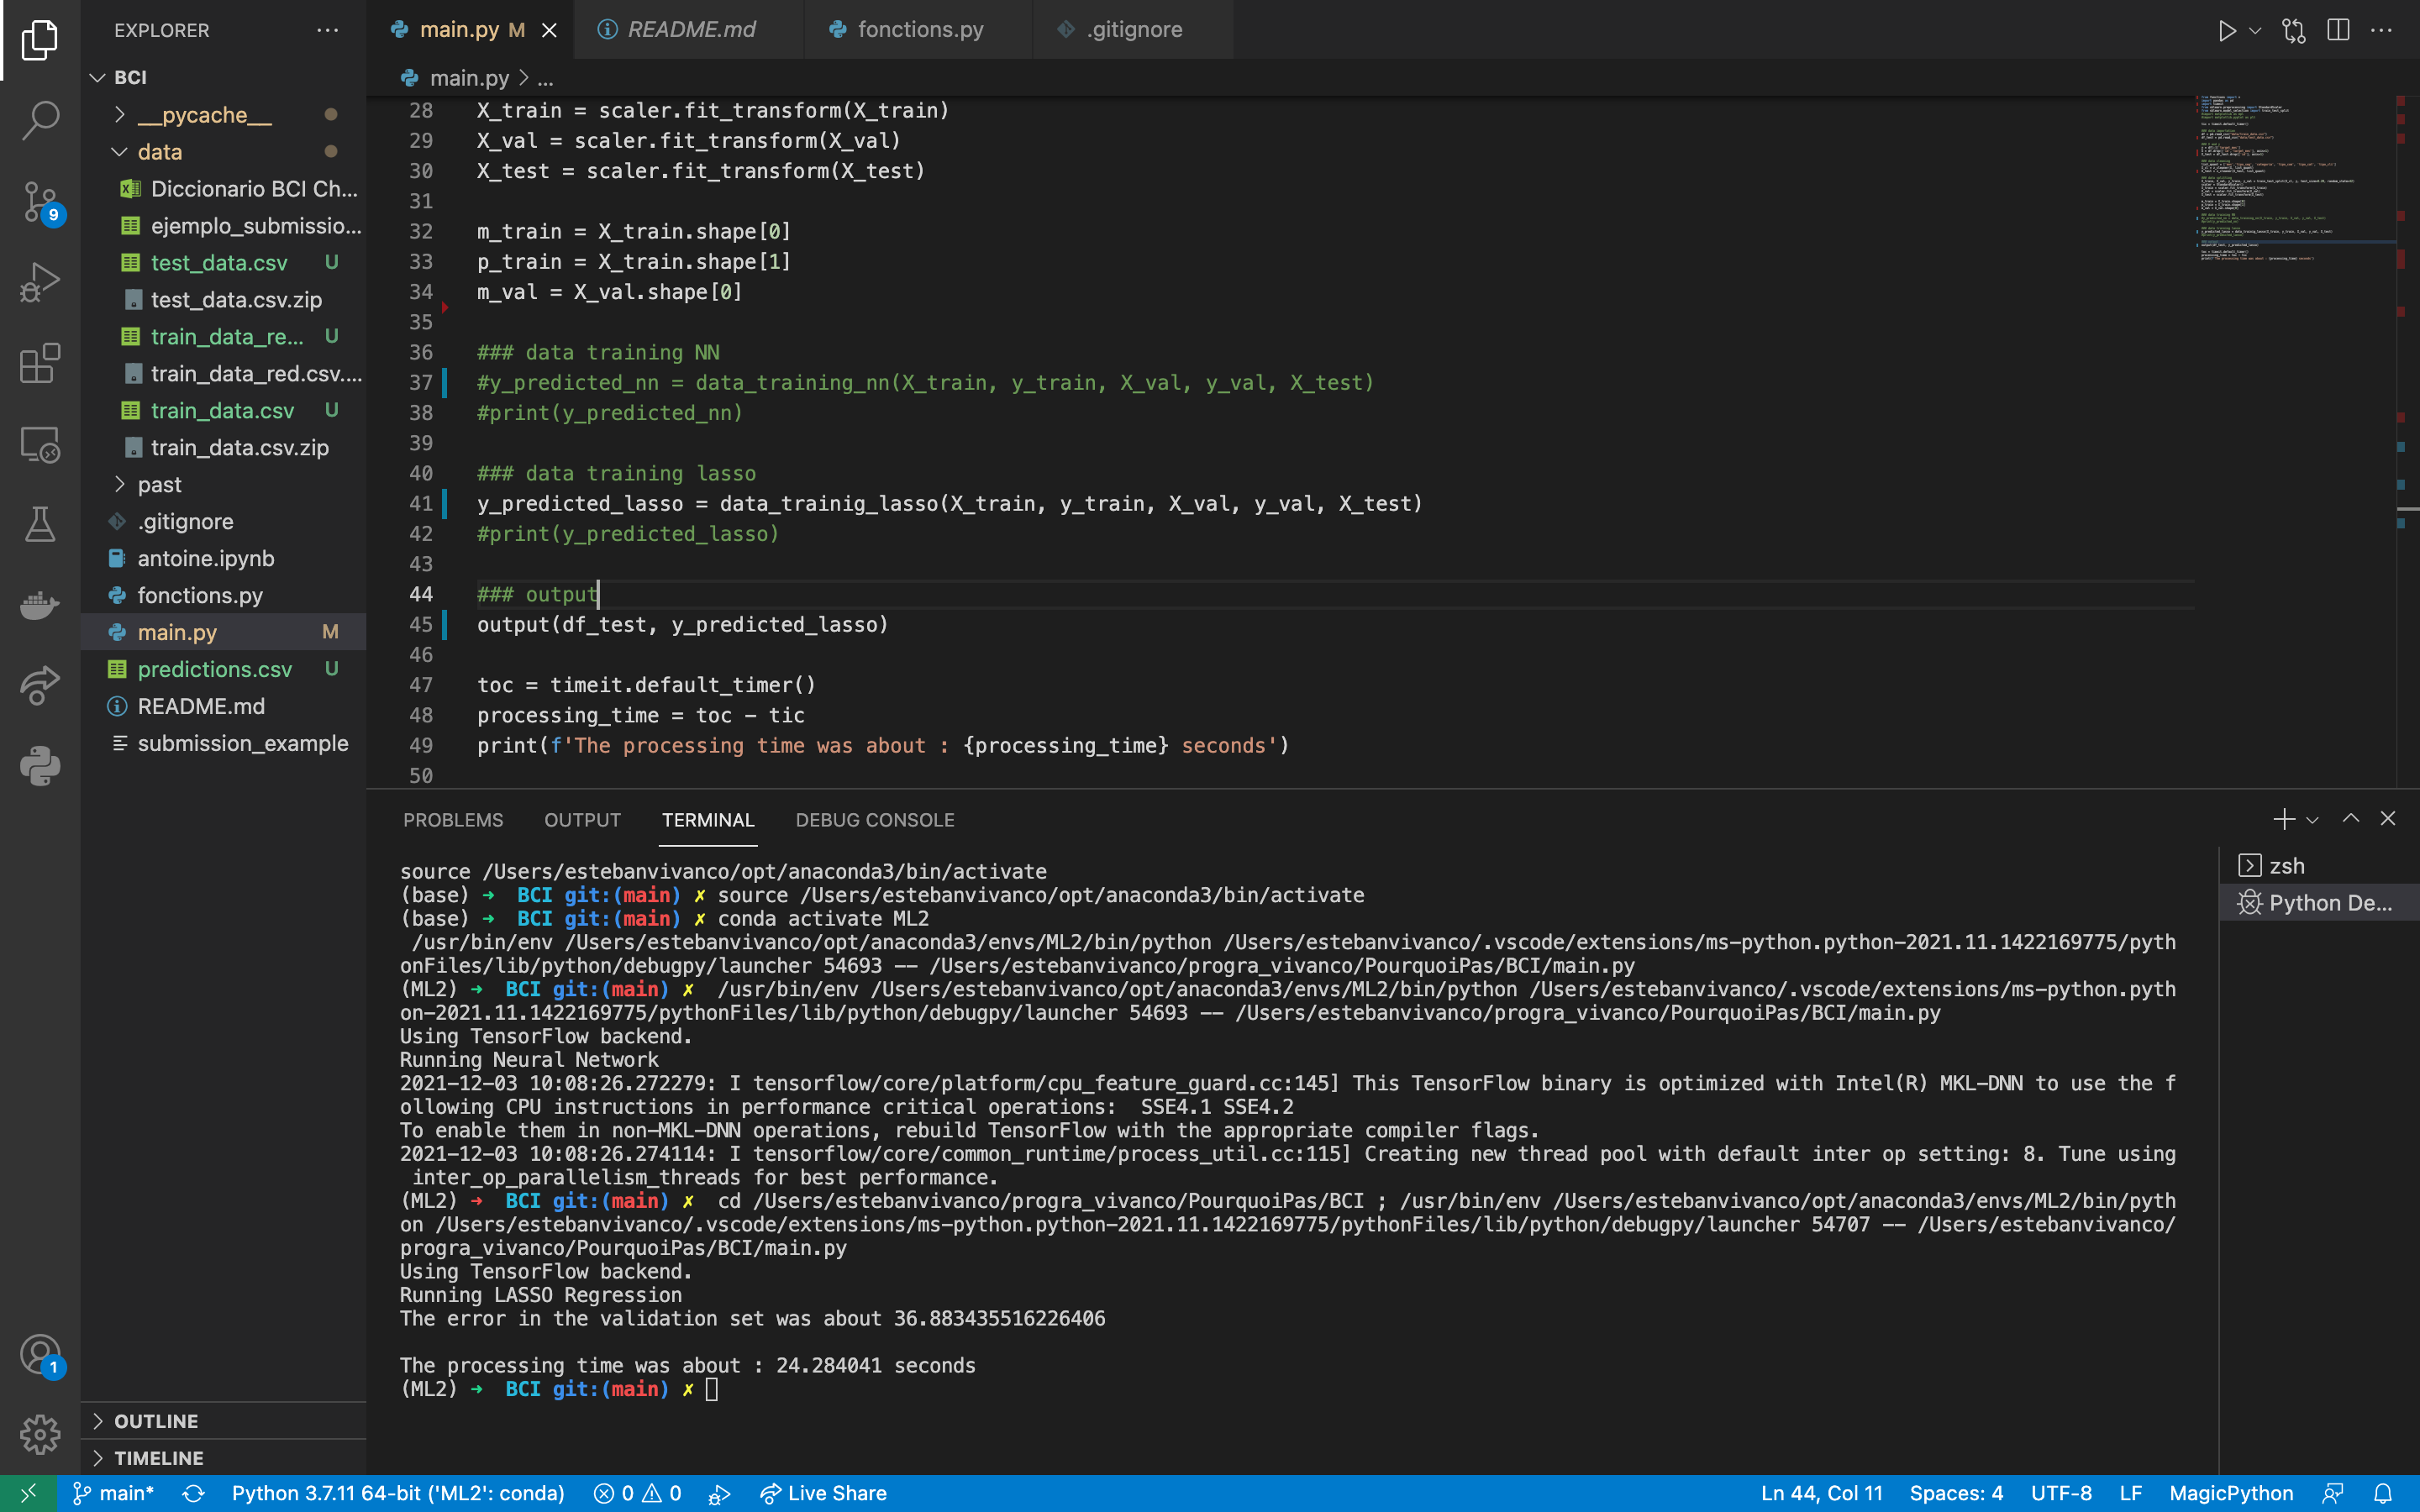 EXPLORER
BCI
__pycache__
data
Diccionario BCI Ch...
ejemplo_submissio...
test_data.csv U
test_data.csv.zip
train_data_re... U
train_data_red.csv....
train_data.csv U
train_data.csv.zip
past
.gitignore
antoine.ipynb
fonctions.py
main.py M
predictions.csv U
README.md
submission_example
OUTLINE
TIMELINE
9
1
main.py M
README.md
fonctions.py
.gitignore
main.py > ...
28 X_train = scaler.fit_transform(X_train)
29 X_val = scaler.fit_transform(X_val)
30 X_test = scaler.fit_transform(X_test)
31
32 m_train = X_train.shape[0]
33 p_train = X_train.shape[1]
34 m_val = X_val.shape[0]
35
36 ### data training NN
37 #y_predicted_nn = data_training_nn(X_train, y_train, X_val, y_val, X_test)
38 #print(y_predicted_nn)
39
40 ### data training lasso
41 y_predicted_lasso = data_trainig_lasso(X_train, y_train, X_val, y_val, X_test)
42 #print(y_predicted_lasso)
43
44 ### output
45 output(df_test, y_predicted_lasso)
46
47 toc = timeit.default_timer()
48 processing_time = toc - tic
49 print(f'The processing time was about : {processing_time} seconds')
50
PROBLEMS OUTPUT TERMINAL DEBUG CONSOLE
zsh
Python De...
source /Users/estebanvivanco/opt/anaconda3/bin/activate
(base) ➜ BCI git:(main) ✗ source /Users/estebanvivanco/opt/anaconda3/bin/activate
(base) ➜ BCI git:(main) ✗ conda activate ML2
/usr/bin/env /Users/estebanvivanco/opt/anaconda3/envs/ML2/bin/python /Users/estebanvivanco/.vscode/extensions/ms-python.python-2021.11.1422169775/pyth
onFiles/lib/python/debugpy/launcher 54693 -- /Users/estebanvivanco/progra_vivanco/PourquoiPas/BCI/main.py
(ML2) ➜ BCI git:(main) ✗ /usr/bin/env /Users/estebanvivanco/opt/anaconda3/envs/ML2/bin/python /Users/estebanvivanco/.vscode/extensions/ms-python.pyth
on-2021.11.1422169775/pythonFiles/lib/python/debugpy/launcher 54693 -- /Users/estebanvivanco/progra_vivanco/PourquoiPas/BCI/main.py
Using TensorFlow backend.
Running Neural Network
2021-12-03 10:08:26.272279: I tensorflow/core/platform/cpu_feature_guard.cc:145] This TensorFlow binary is optimized with Intel(R) MKL-DNN to use the f
ollowing CPU instructions in performance critical operations: SSE4.1 SSE4.2
To enable them in non-MKL-DNN operations, rebuild TensorFlow with the appropriate compiler flags.
2021-12-03 10:08:26.274114: I tensorflow/core/common_runtime/process_util.cc:115] Creating new thread pool with default inter op setting: 8. Tune using
inter_op_parallelism_threads for best performance.
(ML2) ➜ BCI git:(main) ✗ cd /Users/estebanvivanco/progra_vivanco/PourquoiPas/BCI ; /usr/bin/env /Users/estebanvivanco/opt/anaconda3/envs/ML2/bin/pyth
on /Users/estebanvivanco/.vscode/extensions/ms-python.python-2021.11.1422169775/pythonFiles/lib/python/debugpy/launcher 54707 -- /Users/estebanvivanco/
progra_vivanco/PourquoiPas/BCI/main.py
Using TensorFlow backend.
Running LASSO Regression
The error in the validation set was about 36.883435516226406
The processing time was about : 24.284041 seconds
(ML2) ➜ BCI git:(main) ✗
main* Python 3.7.11 64-bit ('ML2': conda) 0 0 Live Share Ln 44, Col 11 Spaces: 4 UTF-8 LF MagicPython